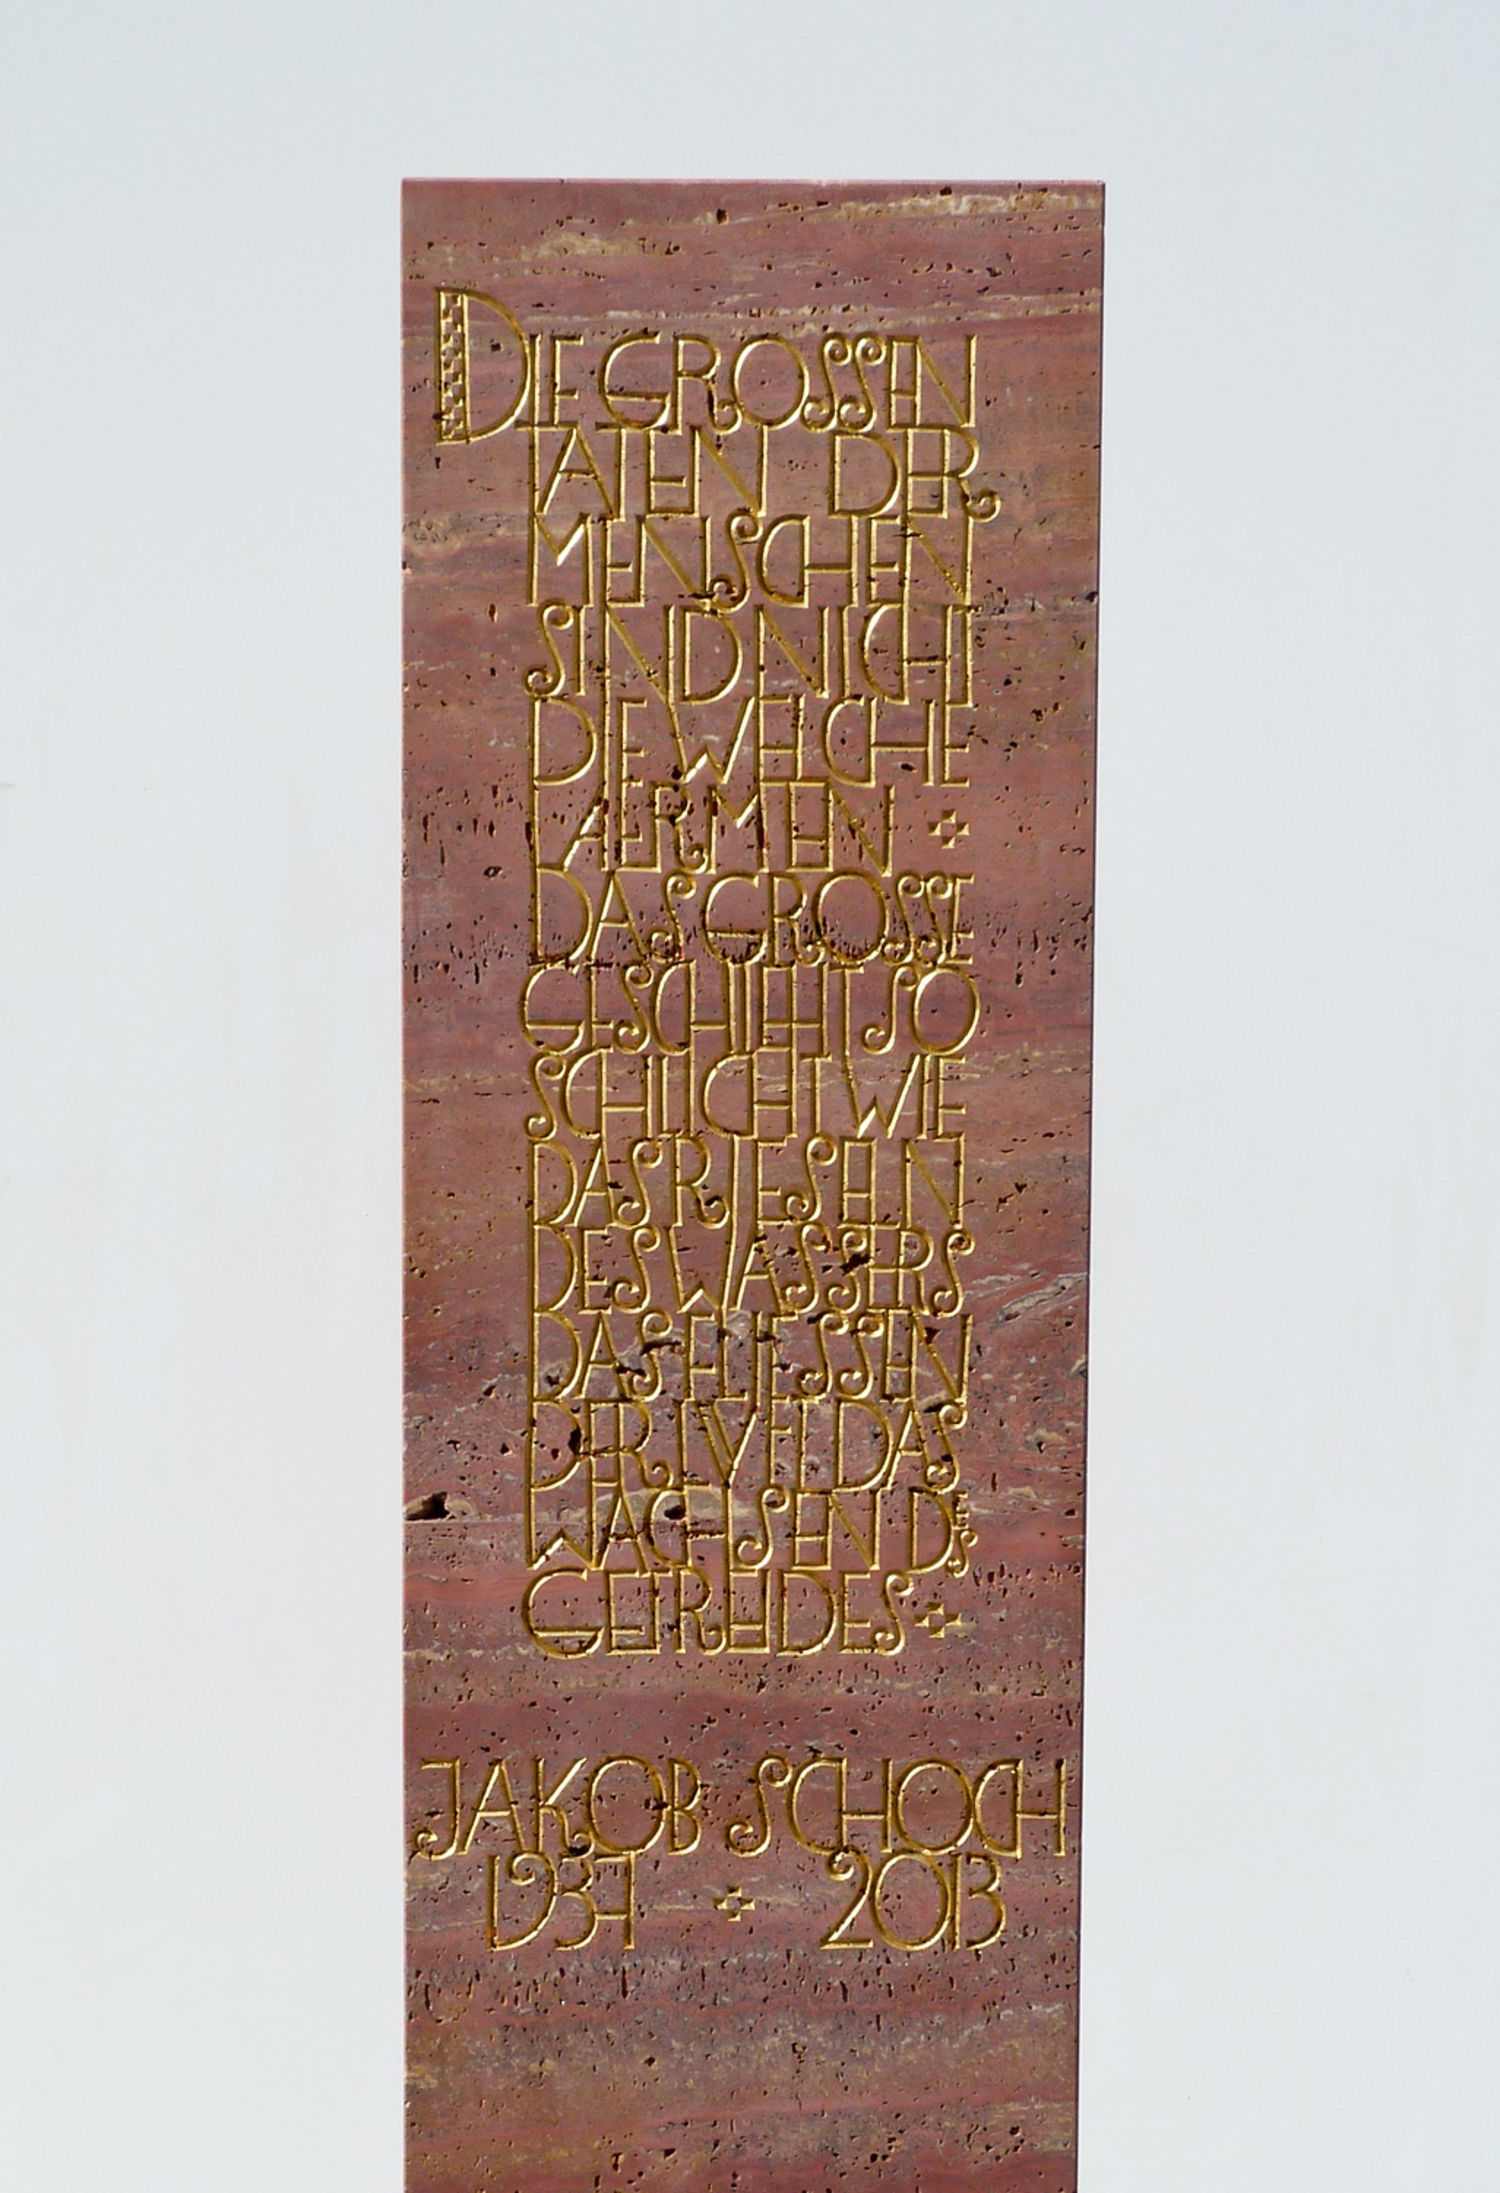 DIE GROSSEN
TATEN DER
MENSCHEN
SIND NICHT
DIE WELCHE
LAERMEN
DAS GROSSE
GESCHIEHT SO
SCHLICHT WIE
DAS RIESELN
DES WASSERS
DAS FLIESSEN
DER LVFT DAS
WACHSEN DES
GETREIDES
JAKOB SCHOCH
1937 2013